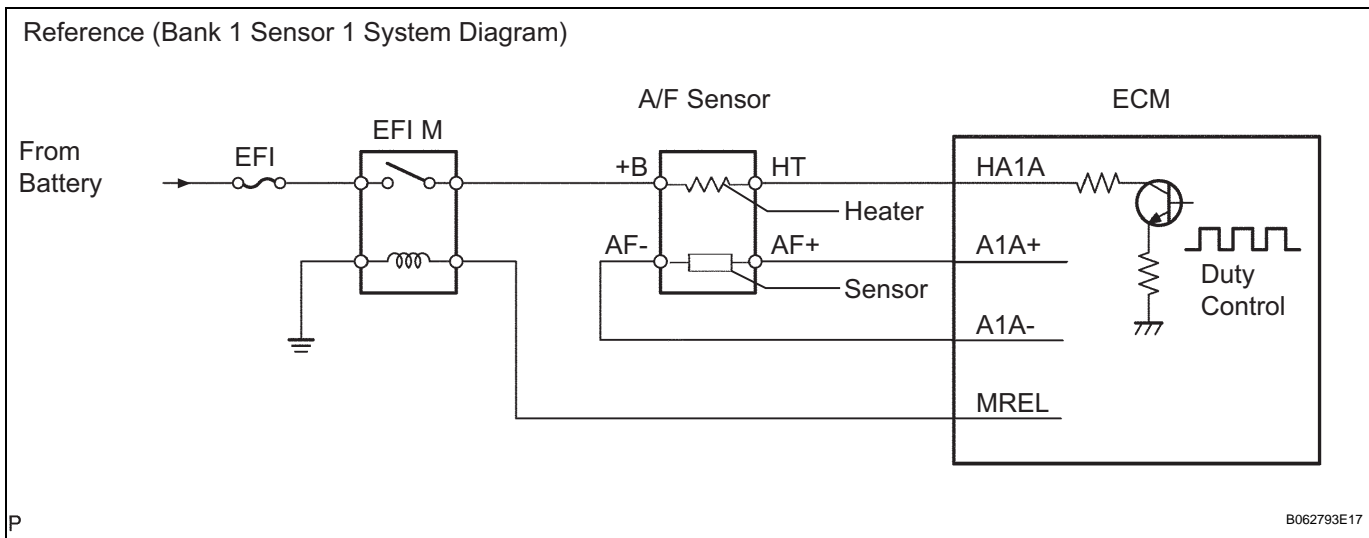 Reference (Bank 1 Sensor 1 System Diagram)
A/F Sensor
ECM
From
Battery
EFI
EFI M
+B
HT
HA1A
Heater
AF-
AF+
A1A+
Sensor
Duty
Control
A1A-
MREL
P
B062793E17